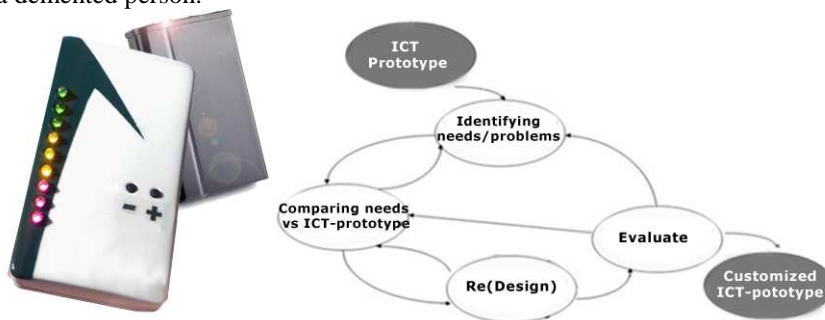 a demented person.
ICT
Prototype
Identifying
needs/problems
Comparing needs
vs ICT-prototype
Evaluate
Re(Design)
Customized
ICT-pototype